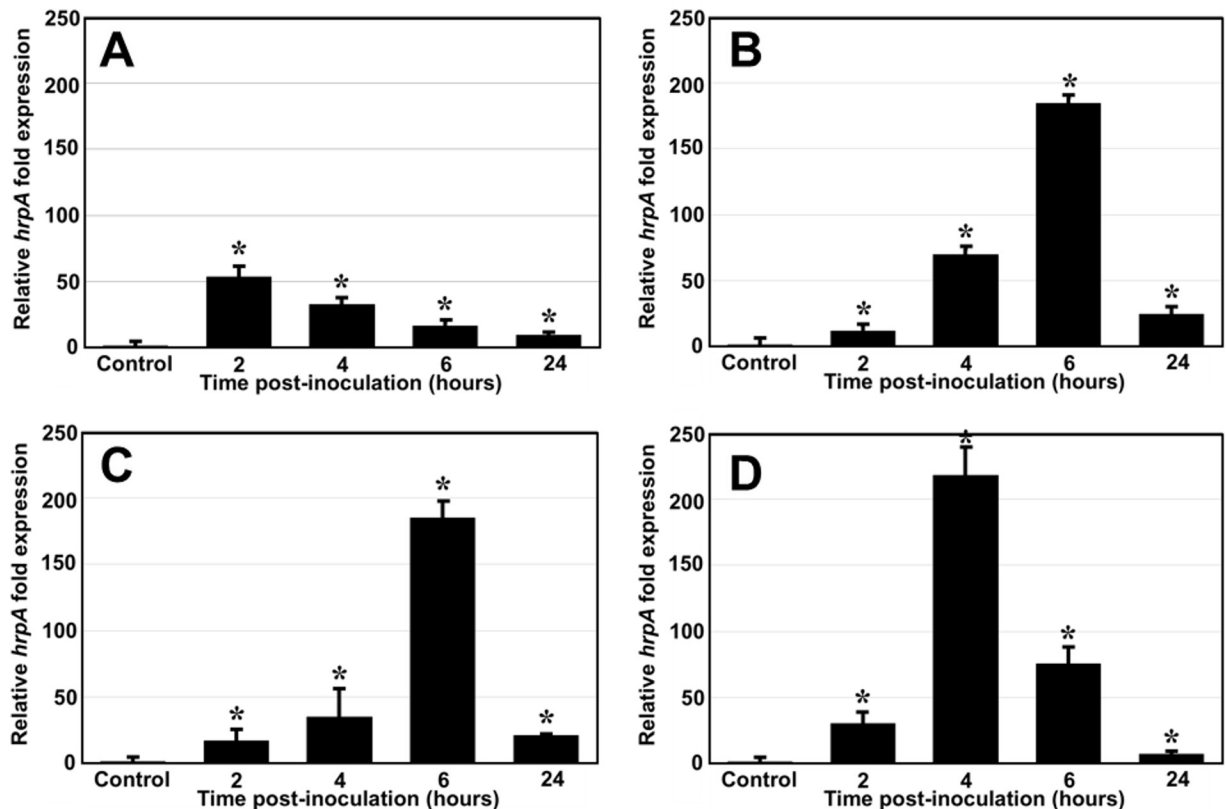 A
Relative hrpA fold expression
250
200
150
100
50
0
*
*
*
*
Control 2 4 6 24
Time post-inoculation (hours)
B
Relative hrpA fold expression
250
200
150
100
50
0
*
*
*
*
Control 2 4 6 24
Time post-inoculation (hours)
C
Relative hrpA fold expression
250
200
150
100
50
0
*
*
*
*
Control 2 4 6 24
Time post-inoculation (hours)
D
Relative hrpA fold expression
250
200
150
100
50
0
*
*
*
*
Control 2 4 6 24
Time post-inoculation (hours)